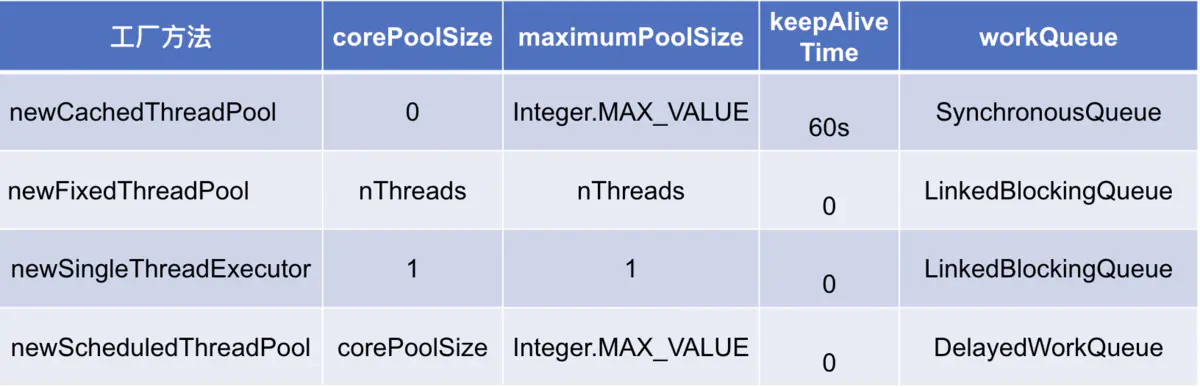 工厂方法 corePoolSize maximumPoolSize keepAlive Time workQueue
newCachedThreadPool 0 Integer.MAX_VALUE 60s SynchronousQueue
newFixedThreadPool nThreads nThreads 0 LinkedBlockingQueue
newSingleThreadExecutor 1 1 0 LinkedBlockingQueue
newScheduledThreadPool corePoolSize Integer.MAX_VALUE 0 DelayedWorkQueue